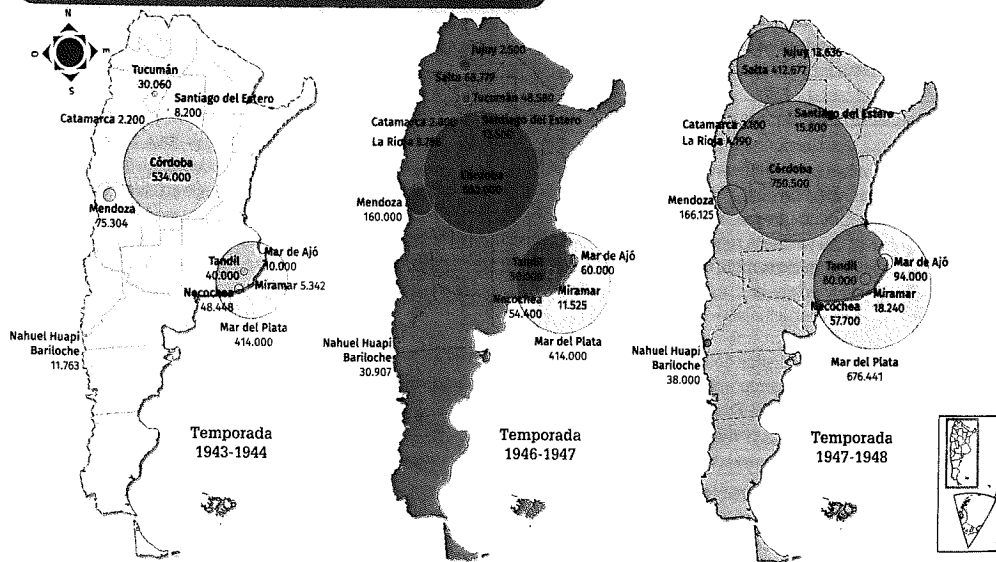 N
O
E
S
Tucumán
30.060
Santiago del Estero
8.200
Catamarca 2.200
Córdoba
534.000
Mendoza
75.304
Tandil
40.000
Mar de Ajó
10.000
Miramar 5.342
Necochea
48.448
Mar del Plata
414.000
Nahuel Huapi
Bariloche
11.763
Temporada
1943-1944
Jujuy 2.500
Salta 68.779
Tucumán 48.580
Catamarca
Santiago del Estero
La Rioja
Córdoba
Mendoza
160.000
Tandil
Mar de Ajó
60.000
Miramar
11.525
Necochea
54.400
Mar del Plata
414.000
Nahuel Huapi
Bariloche
30.907
Temporada
1946-1947
Jujuy 13.636
Salta 412.677
Santiago del Estero
15.800
Catamarca
La Rioja 4.190
Córdoba
750.500
Mendoza
166.125
Tandil
60.000
Mar de Ajó
94.000
Miramar
18.240
Necochea
57.700
Mar del Plata
676.441
Nahuel Huapi
Bariloche
38.000
Temporada
1947-1948